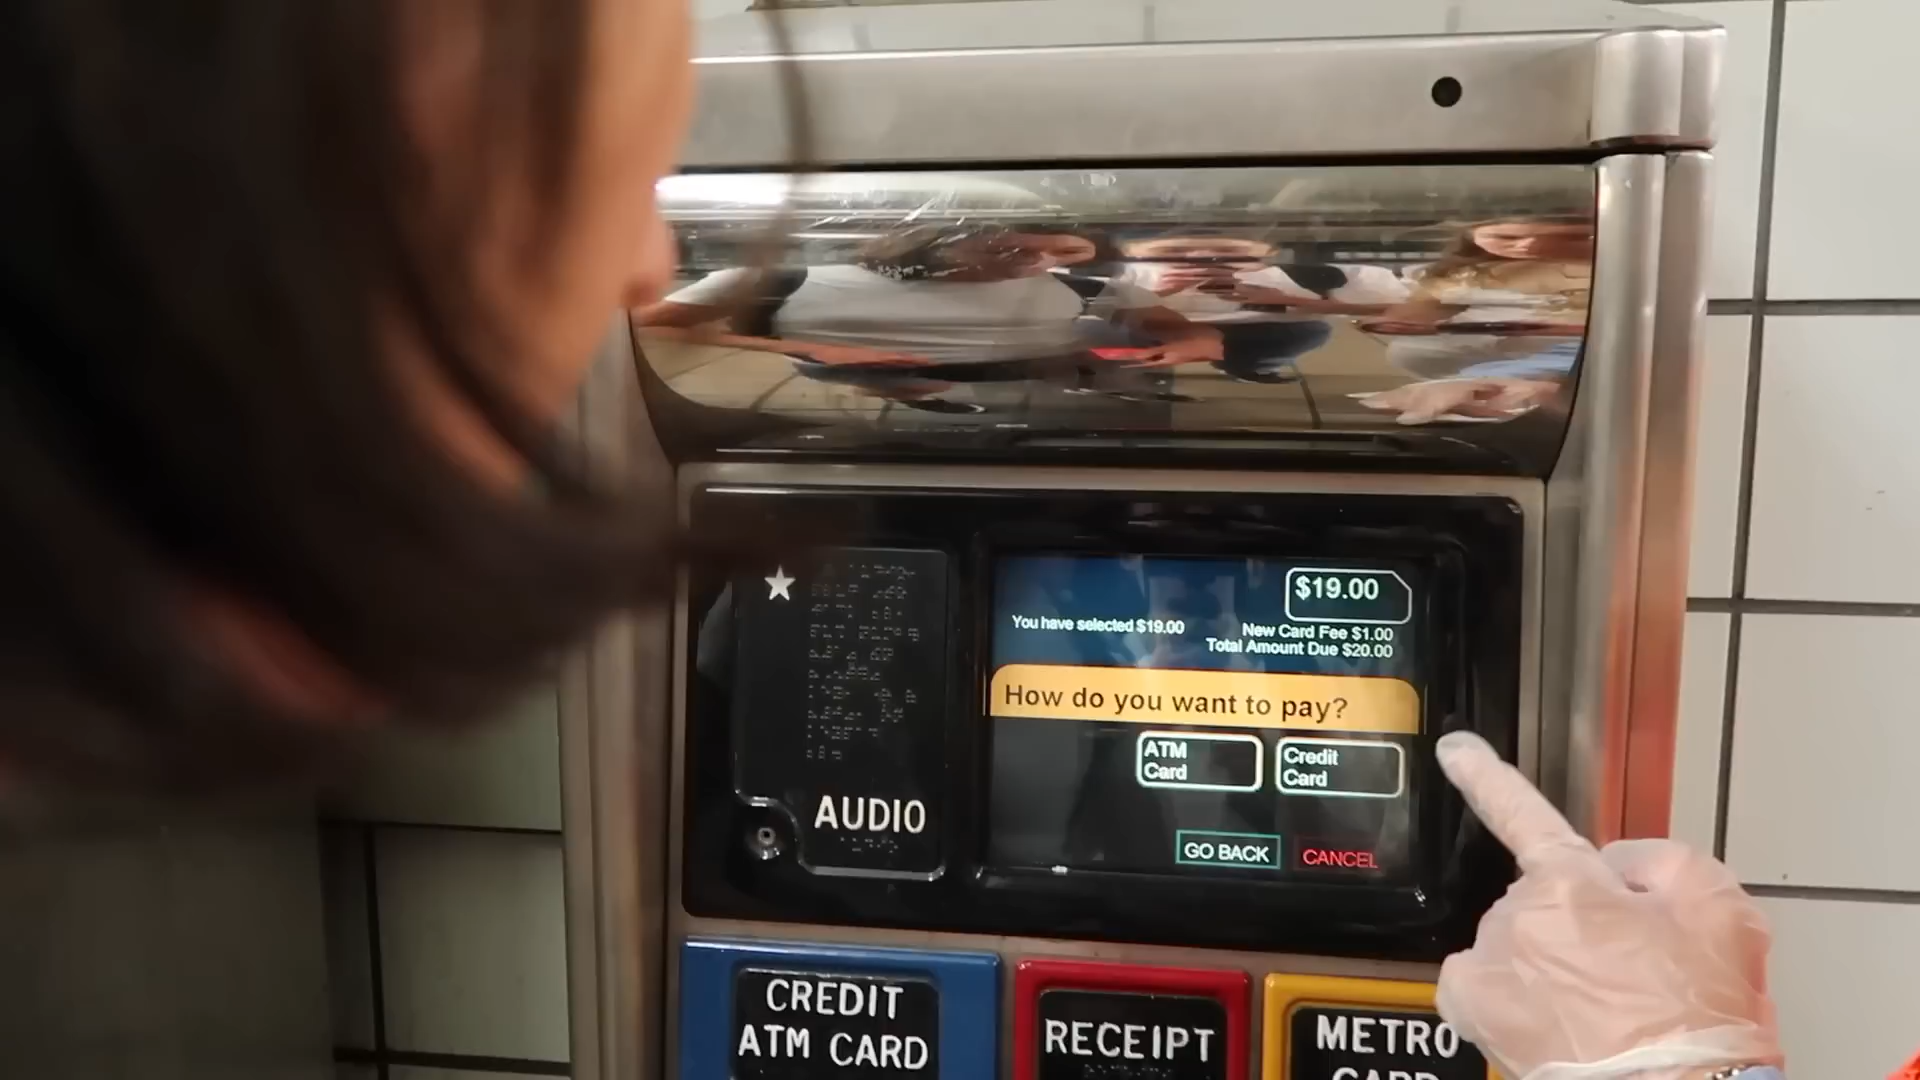 $19.00
You have selected $19.00
New Card Fee $1.00
Total Amount Due $20.00
How do you want to pay?
ATM
Card
Credit
Card
GO BACK
CANCEL
AUDIO
CREDIT
ATM CARD
RECEIPT
METRO
CARD